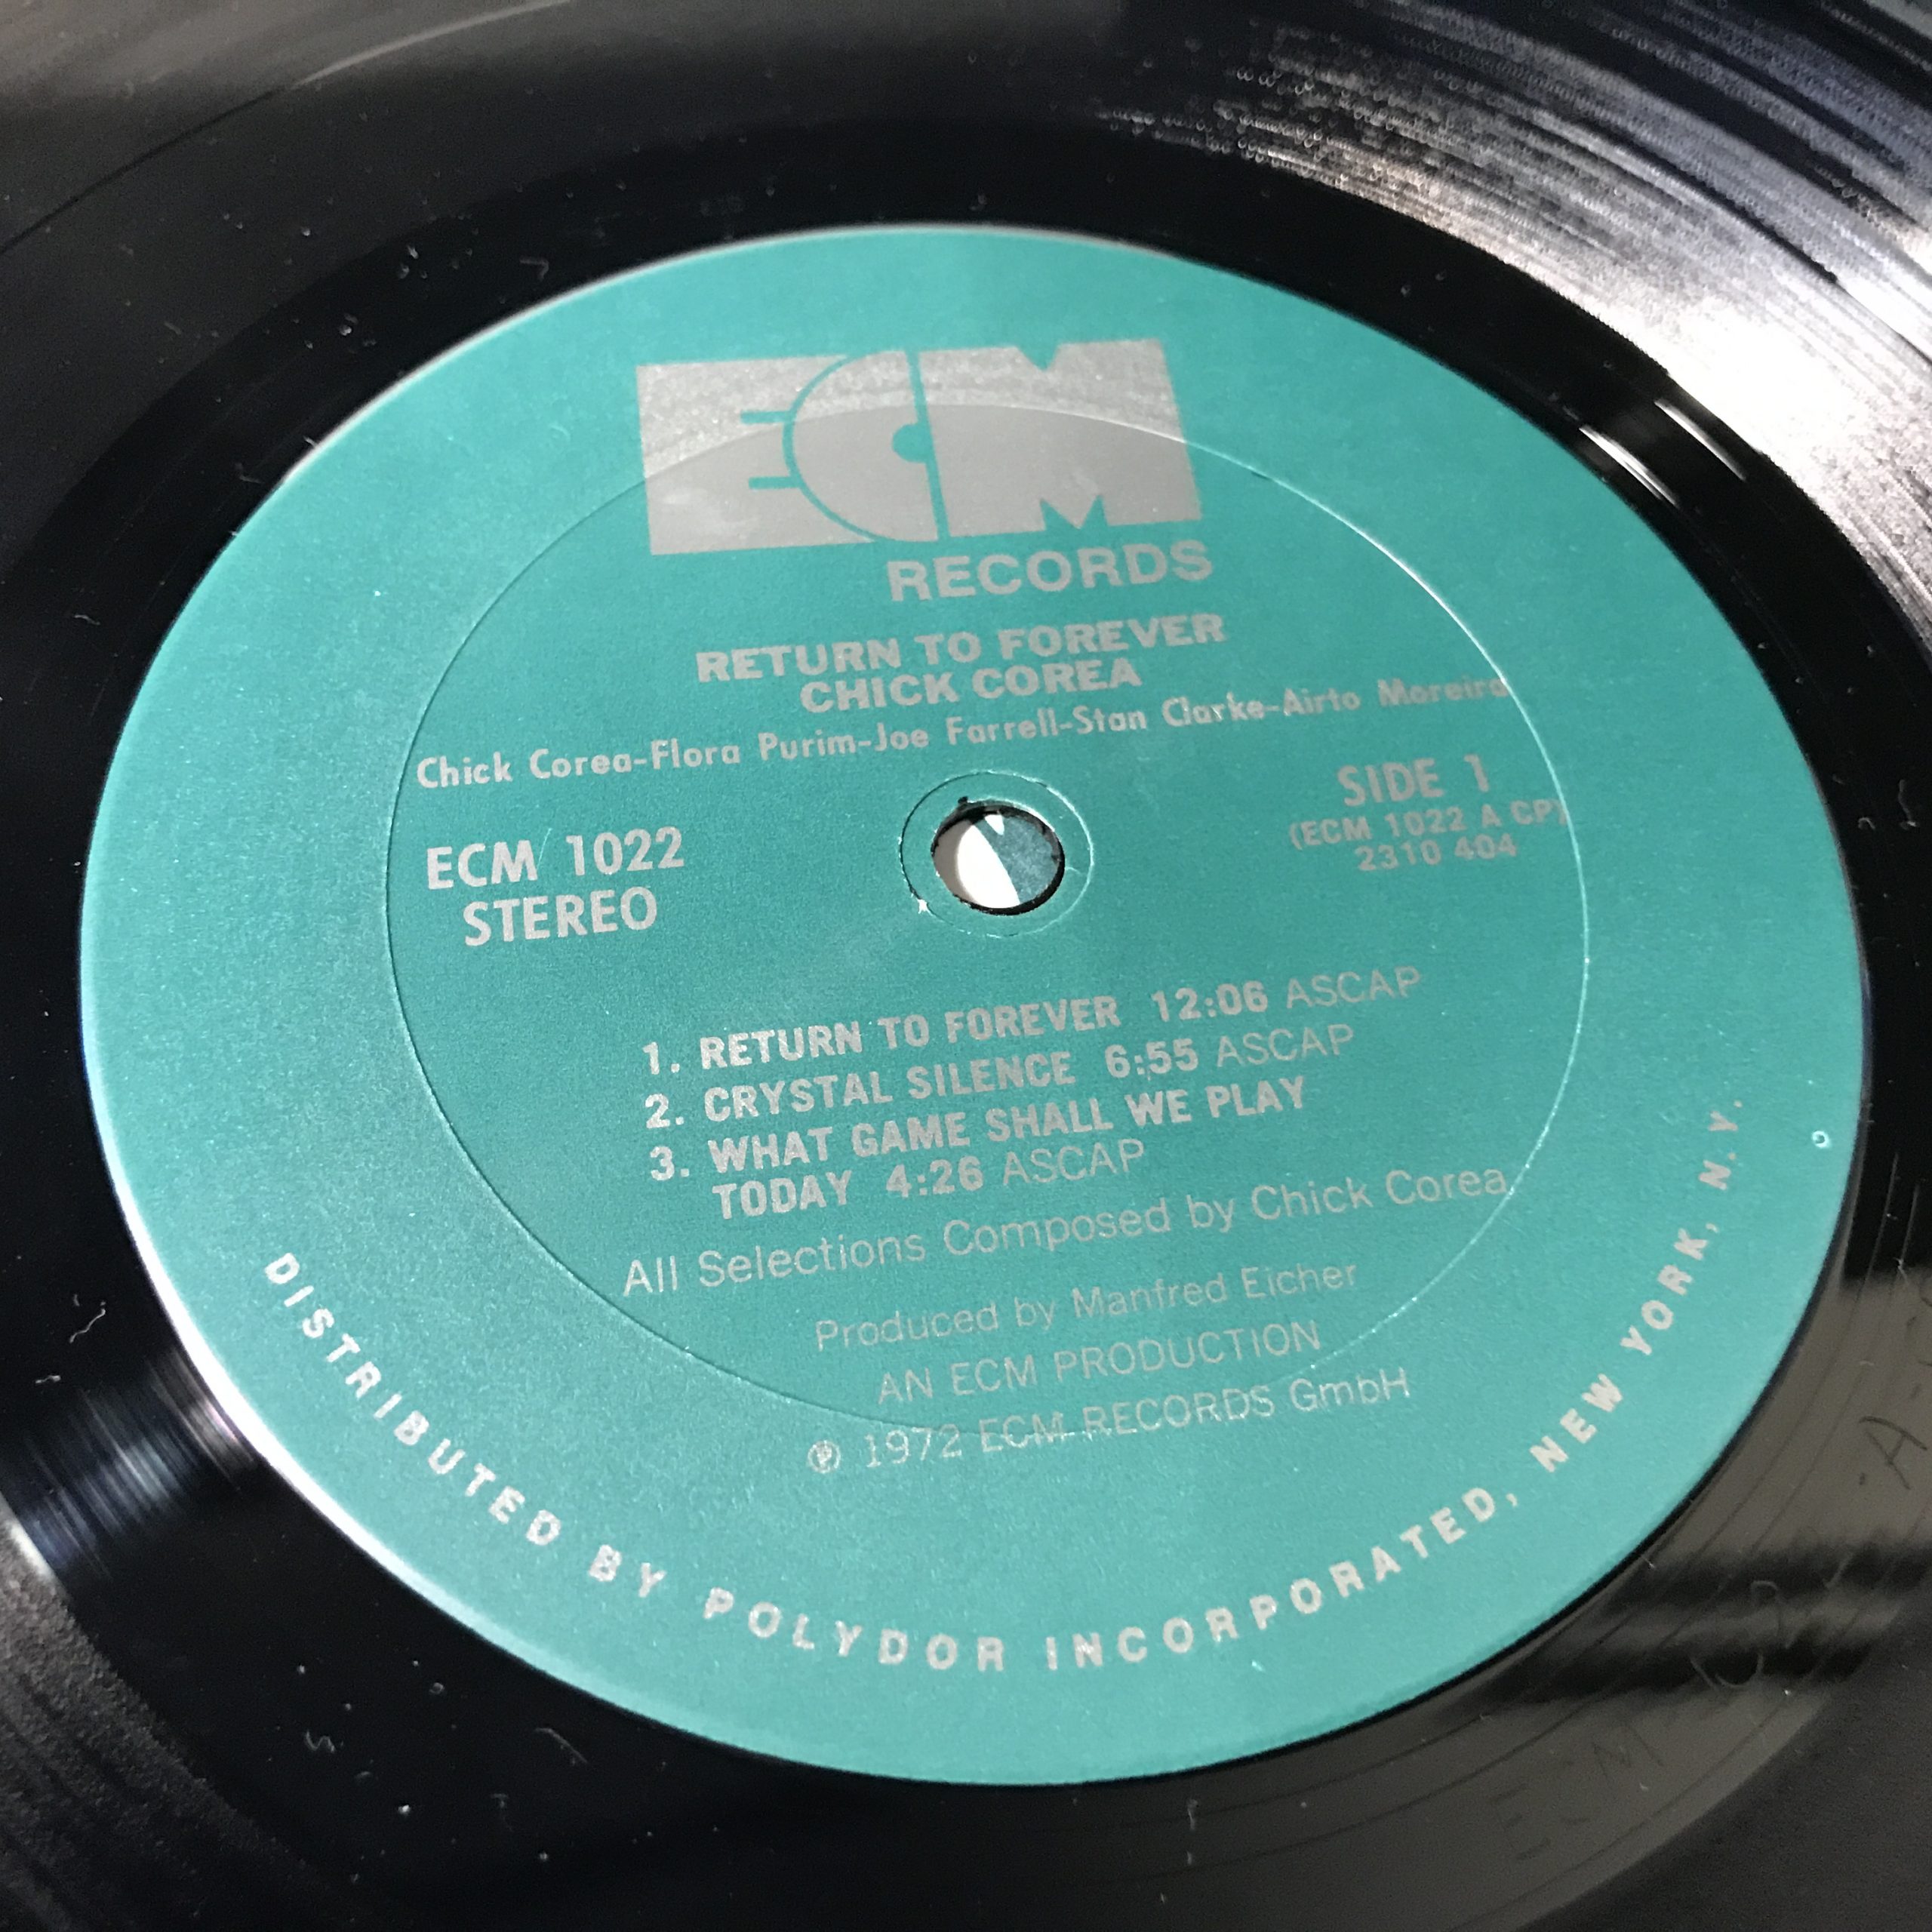 ECM
RECORDS
RETURN TO FOREVER
CHICK COREA
Chick Corea-Flora Purim-Joe Farrell-Stan Clarke-Airto Moreira
ECM 1022
STEREO
SIDE 1
(ECM 1022 A CP)
2310 404
1. RETURN TO FOREVER 12:06 ASCAP
2. CRYSTAL SILENCE 6:55 ASCAP
3. WHAT GAME SHALL WE PLAY
TODAY 4:26 ASCAP
All Selections Composed by Chick Corea
Produced by Manfred Eicher
AN ECM PRODUCTION
℗ 1972 ECM RECORDS GmbH
DISTRIBUTED BY POLYDOR INCORPORATED, NEW YORK, N.Y.
ECM